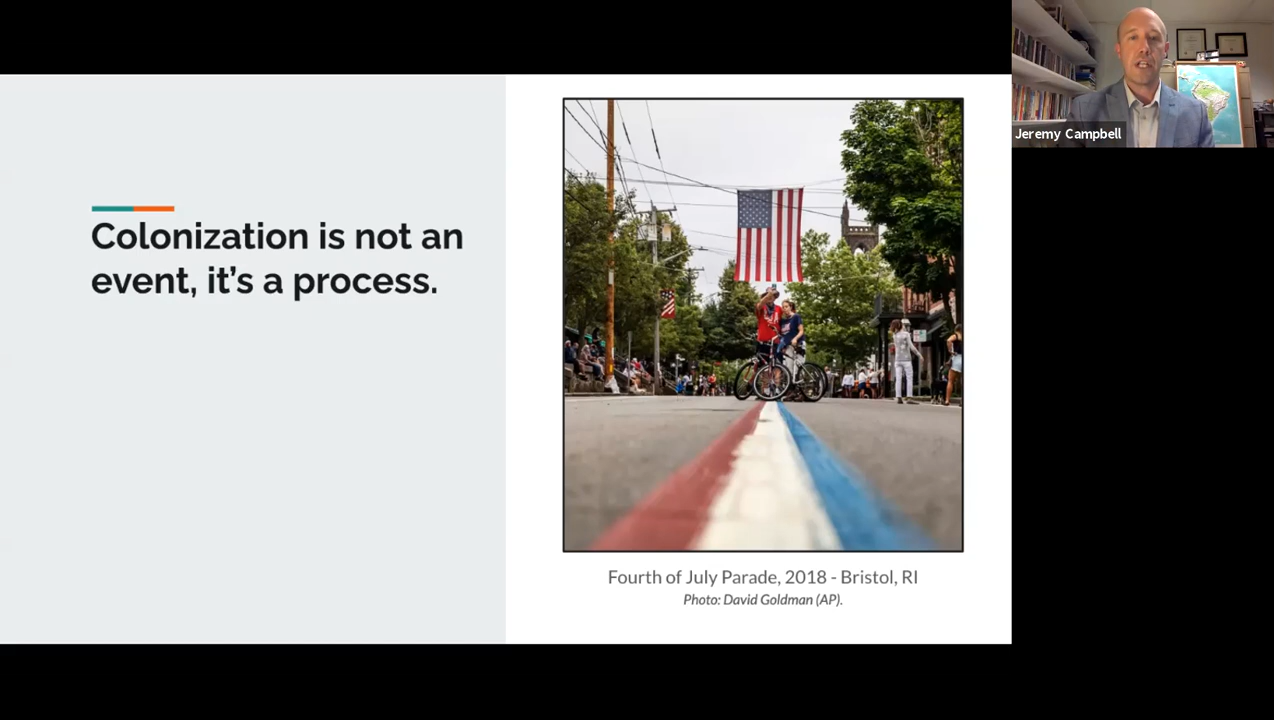 Colonization is not an
event, it's a process.
Fourth of July Parade, 2018 - Bristol, RI
Photo: David Goldman (AP).
Jeremy Campbell